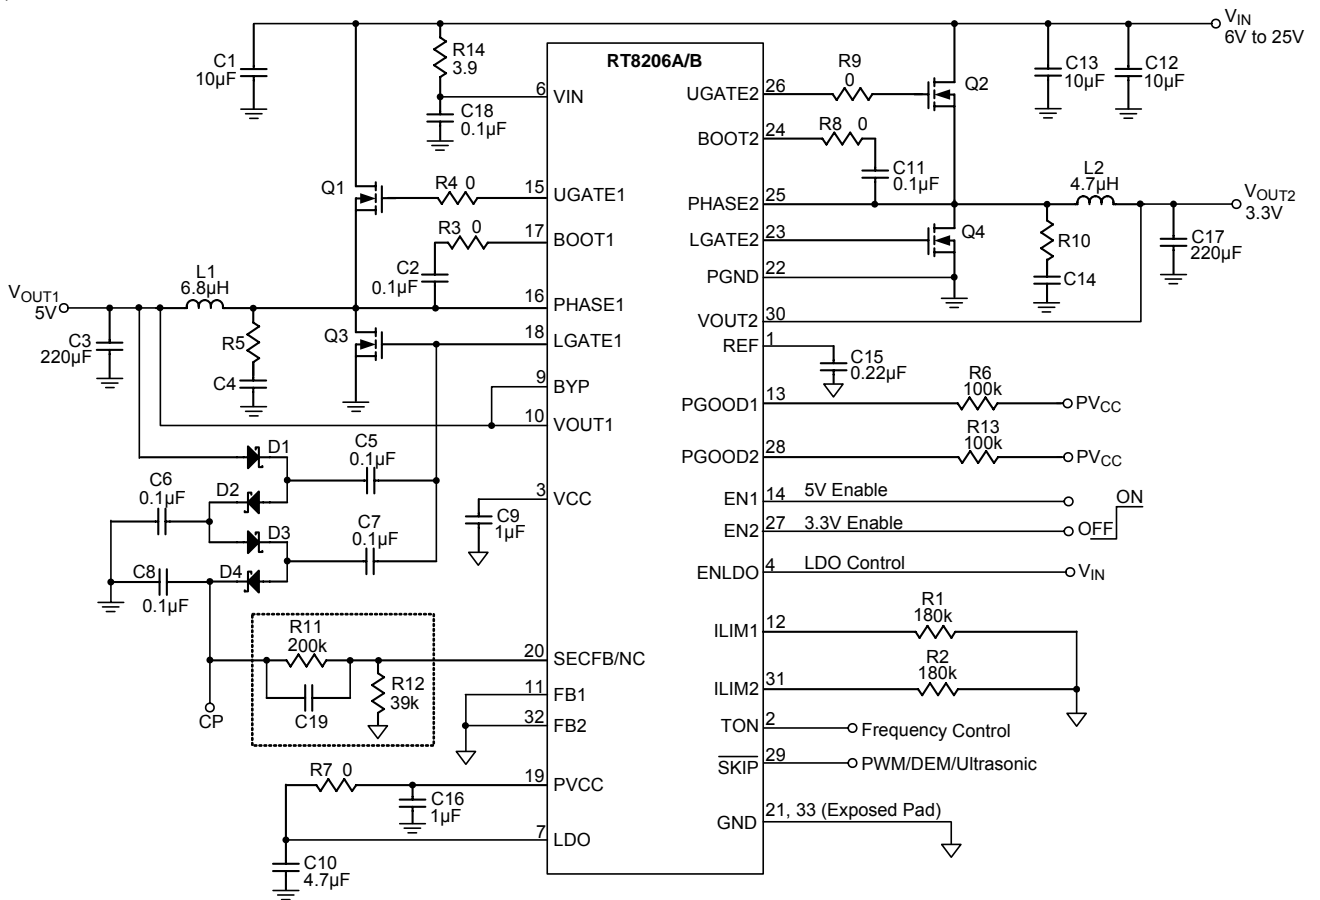 VIN
6V to 25V
C1
10µF
R14
3.9
C18
0.1µF
RT8206A/B
6 VIN
UGATE2 26
R9
0
Q2
C13
10µF
C12
10µF
BOOT2 24
R8 0
C11
0.1µF
Q1
R4 0
15 UGATE1
PHASE2 25
L2
4.7µH
VOUT2
3.3V
R3 0
17 BOOT1
LGATE2 23
Q4
R10
C17
220µF
C2
0.1µF
PGND 22
C14
VOUT1
5V
L1
6.8µH
16 PHASE1
VOUT2 30
C3
220µF
R5
C4
Q3
18 LGATE1
REF 1
C15
0.22µF
9 BYP
PGOOD1 13
R6
100k
PVCC
10 VOUT1
R13
100k
PGOOD2 28
PVCC
D1
C5
0.1µF
C6
0.1µF
D2
3 VCC
EN1 14 5V Enable
ON
C9
1µF
C7
0.1µF
D3
EN2 27 3.3V Enable
OFF
C8
0.1µF
D4
ENLDO 4 LDO Control
VIN
R11
200k
ILIM1 12
R1
180k
20 SECFB/NC
R2
180k
R12
39k
C19
CP
11 FB1
ILIM2 31
32 FB2
TON 2
Frequency Control
SKIP 29
PWM/DEM/Ultrasonic
R7 0
19 PVCC
C16
1µF
GND 21, 33 (Exposed Pad)
7 LDO
C10
4.7µF